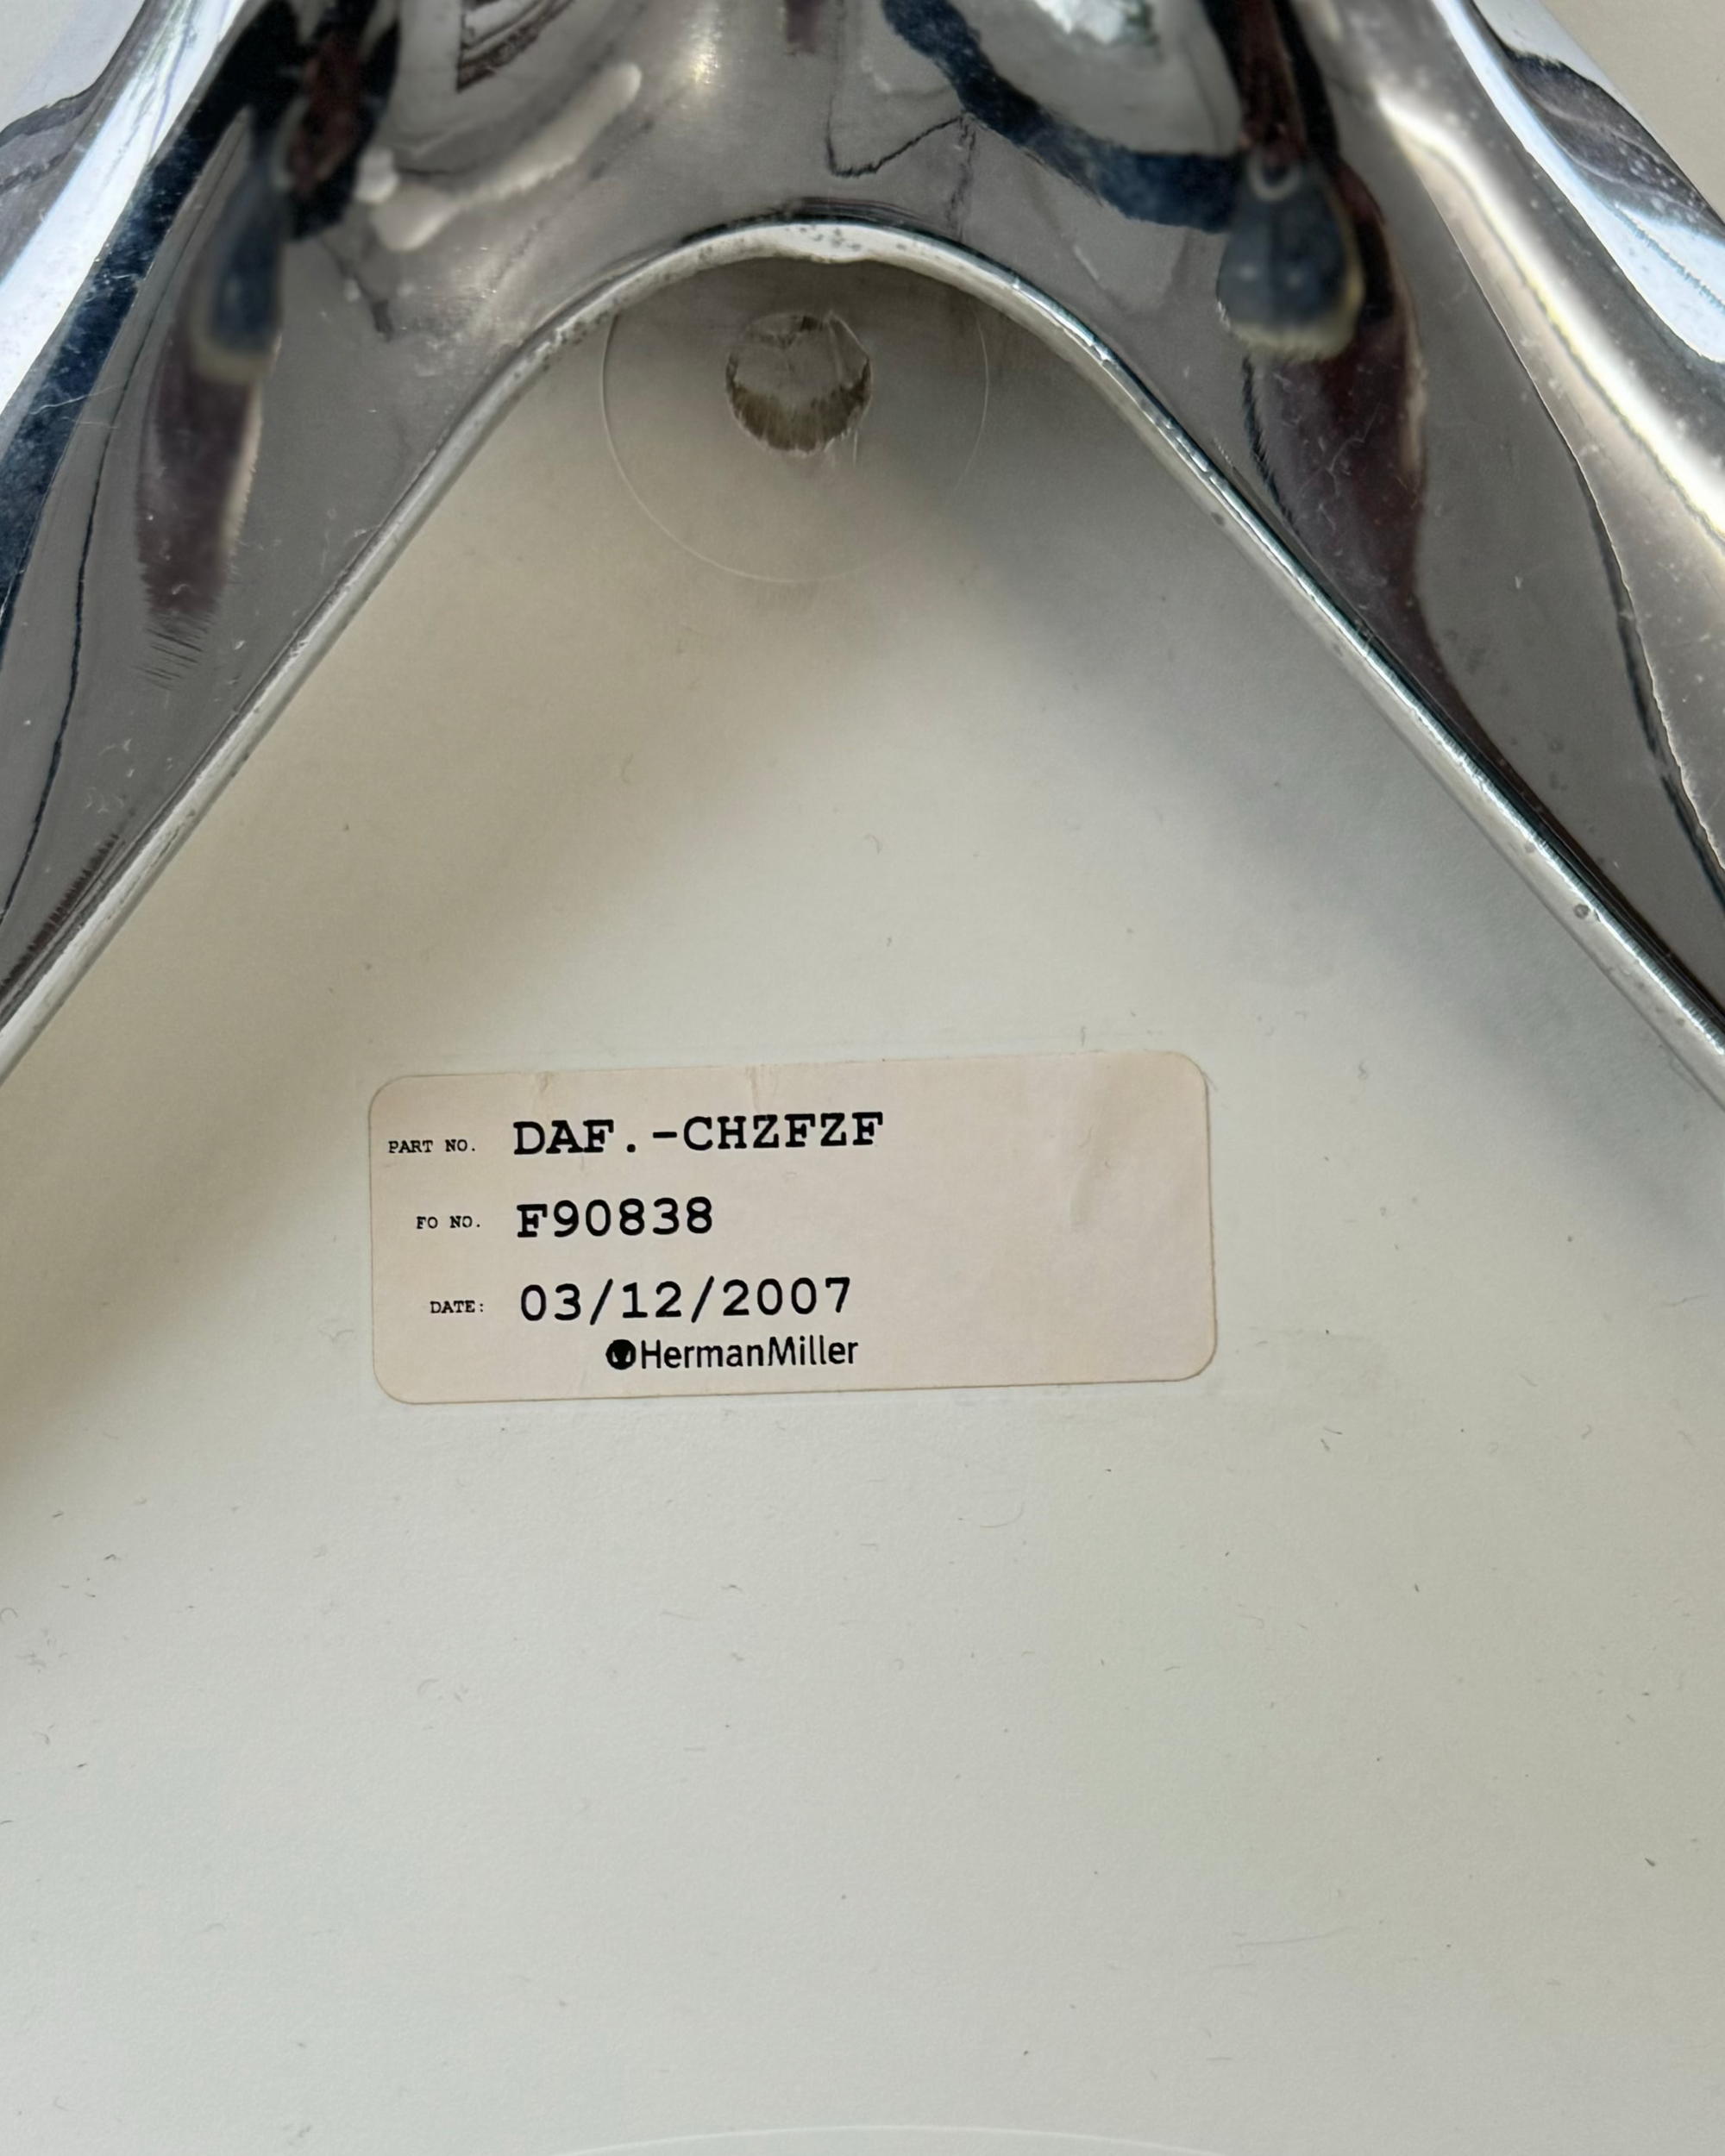 PART NO. DAF.-CHZFZF
FO NO. F90838
DATE: 03/12/2007
HermanMiller